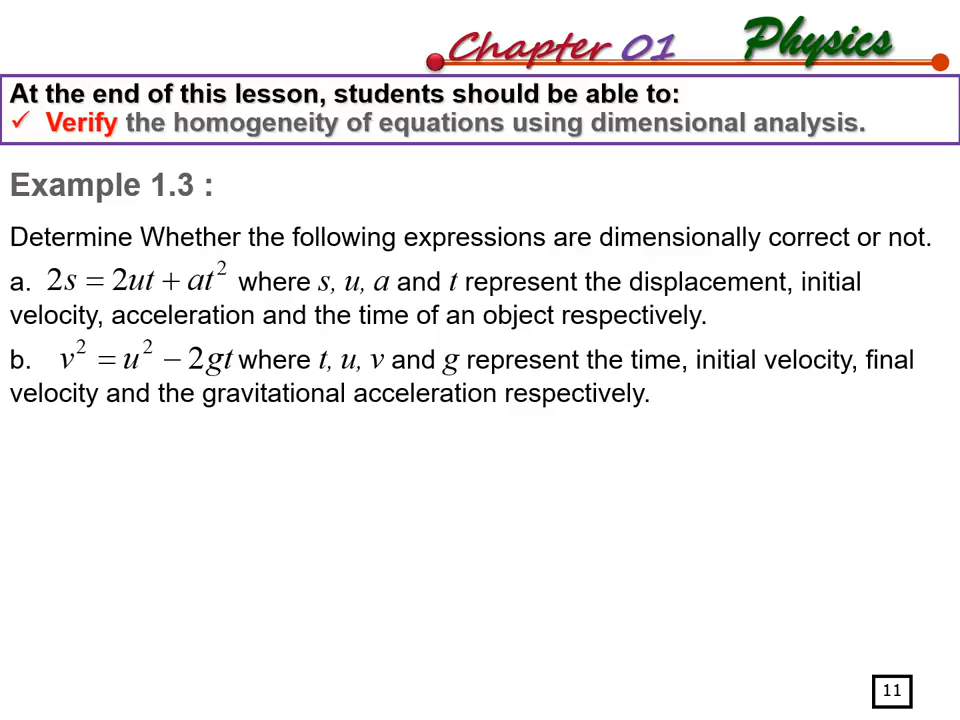 Chapter 01 Physics
At the end of this lesson, students should be able to:
✓ Verify the homogeneity of equations using dimensional analysis.
Example 1.3 :
Determine Whether the following expressions are dimensionally correct or not.
a. 2s = 2ut + at² where s, u, a and t represent the displacement, initial
velocity, acceleration and the time of an object respectively.
b. v² = u² − 2gt where t, u, v and g represent the time, initial velocity, final
velocity and the gravitational acceleration respectively.
11